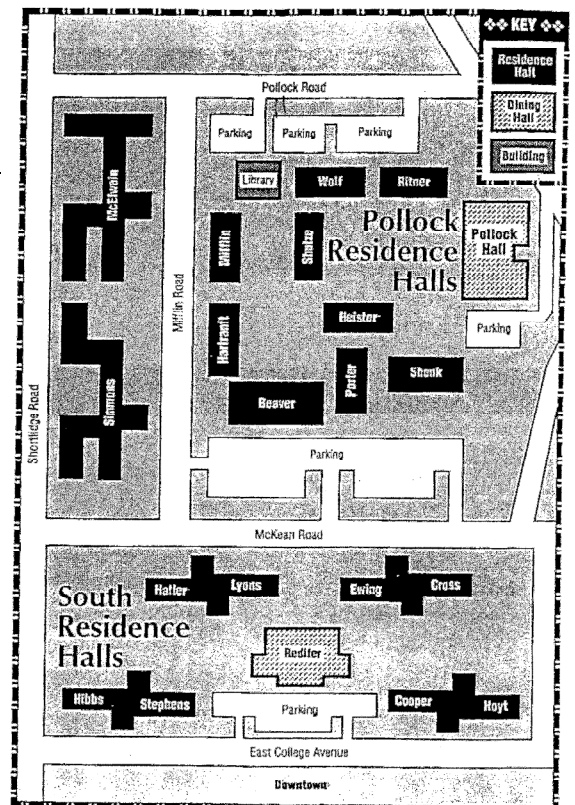 KEY
Residence
Hall
Dining
Hall
Building
Pollock Road
Parking
Parking
Parking
Library
Wolf
Ritner
McElwain
Mifflin
Shulze
Pollock
Residence
Halls
Pollock
Hall
Mifflin Road
Hartranft
Heister
Parking
Porter
Shunk
Simmons
Beaver
Shortlidge Road
Parking
McKean Road
South
Residence
Halls
Haller
Lyons
Ewing
Cross
Redifer
Hibbs
Stephens
Parking
Cooper
Hoyt
East College Avenue
Downtown